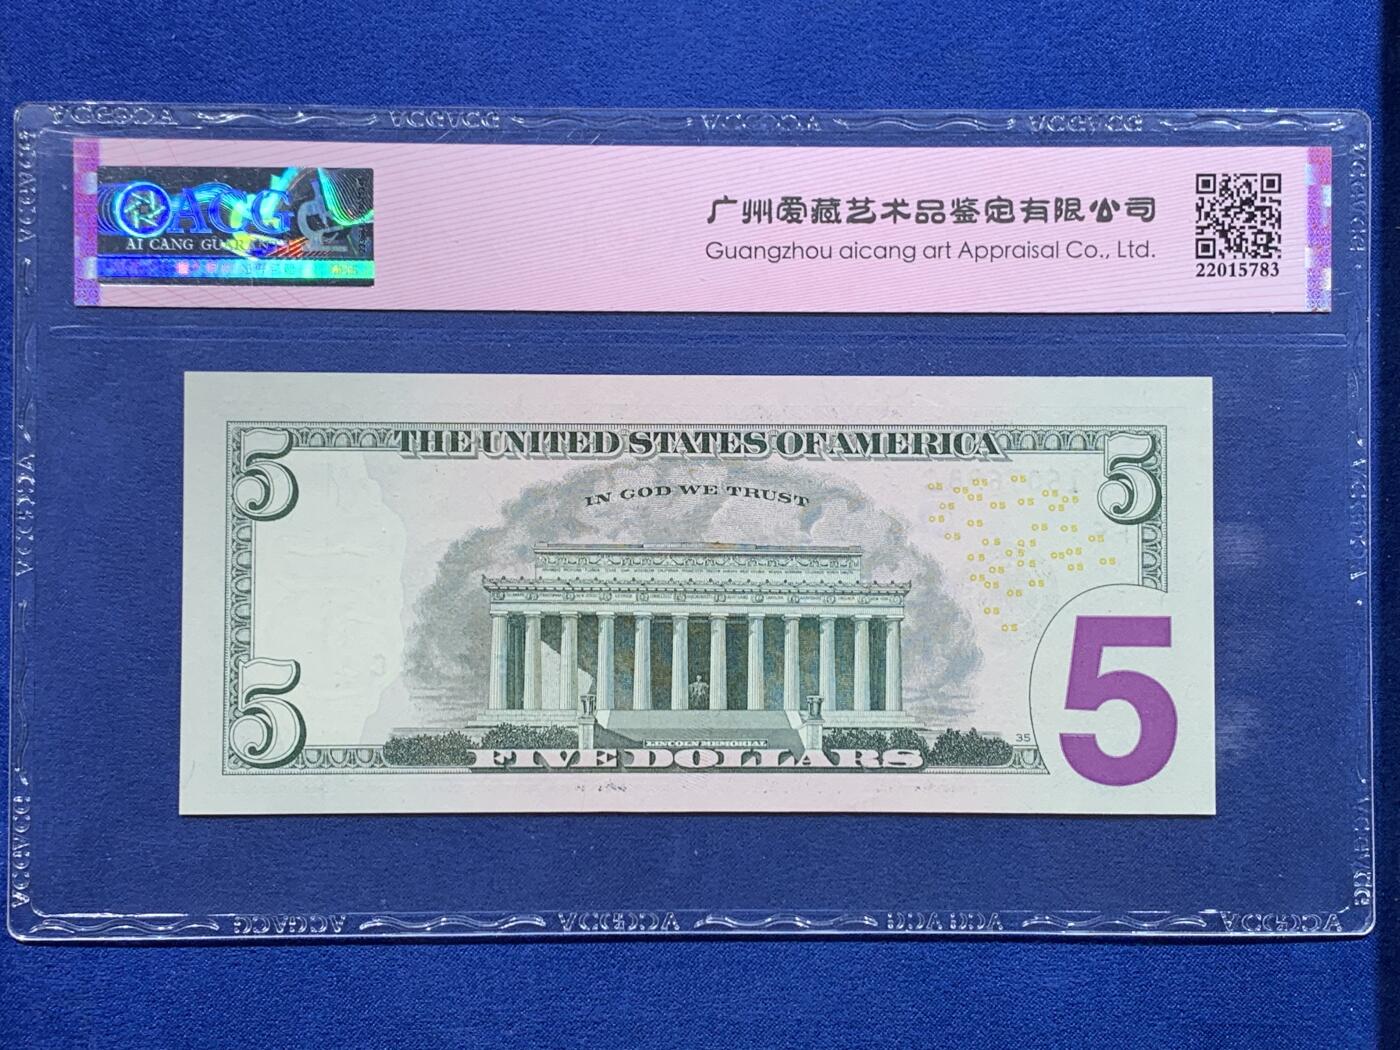 ACG
AI CANG GUARANTY
广州爱藏艺术品鉴定有限公司
Guangzhou aicang art Appraisal Co., Ltd.
22015783
5
THE UNITED STATES OF AMERICA
5
IN GOD WE TRUST
5
LINCOLN MEMORIAL
FIVE DOLLARS
35
5